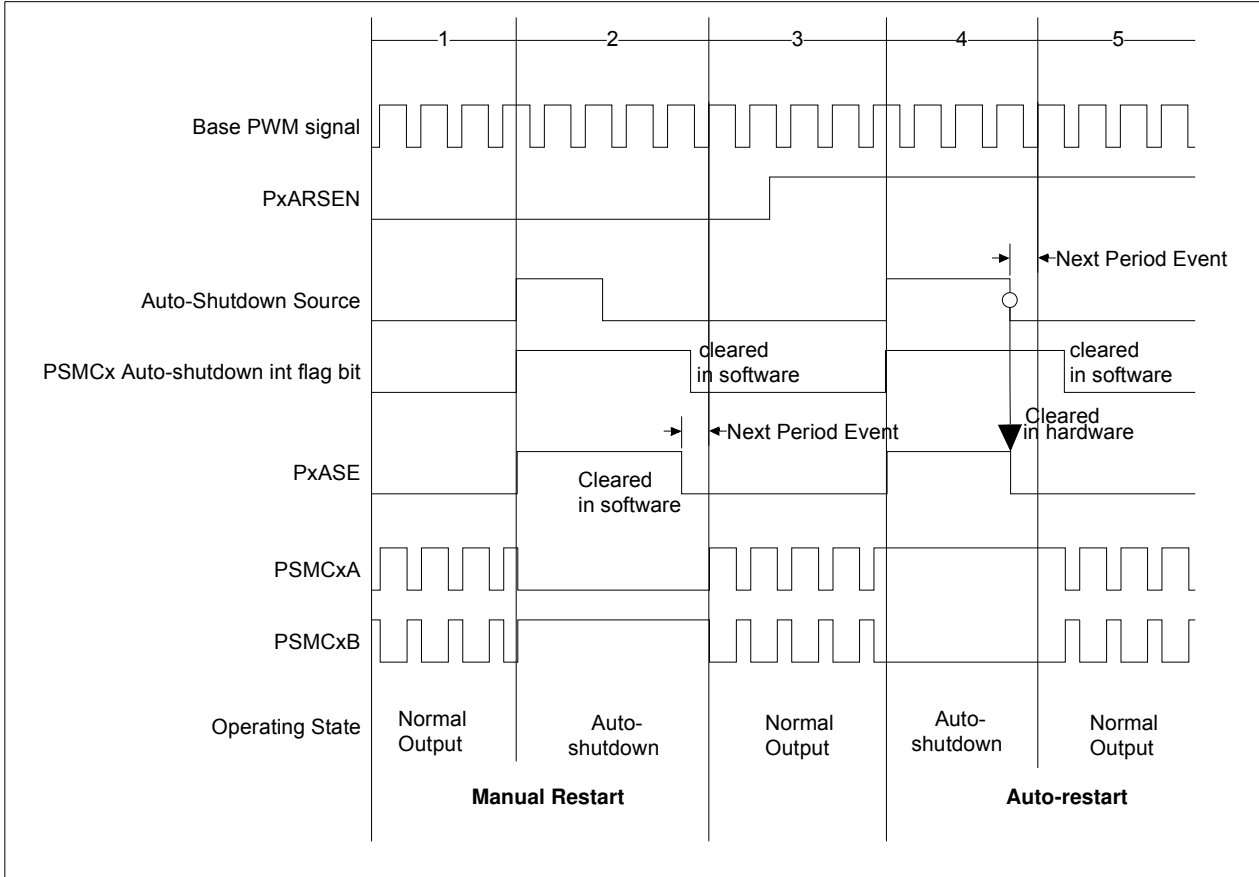 1
2
3
4
5
Base PWM signal
PxARSEN
Next Period Event
Auto-Shutdown Source
cleared
in software
cleared
in software
PSMCx Auto-shutdown int flag bit
Cleared
in hardware
Next Period Event
PxASE
Cleared
in software
PSMCxA
PSMCxB
Operating State
Normal
Output
Auto-
shutdown
Normal
Output
Auto-
shutdown
Normal
Output
Manual Restart
Auto-restart